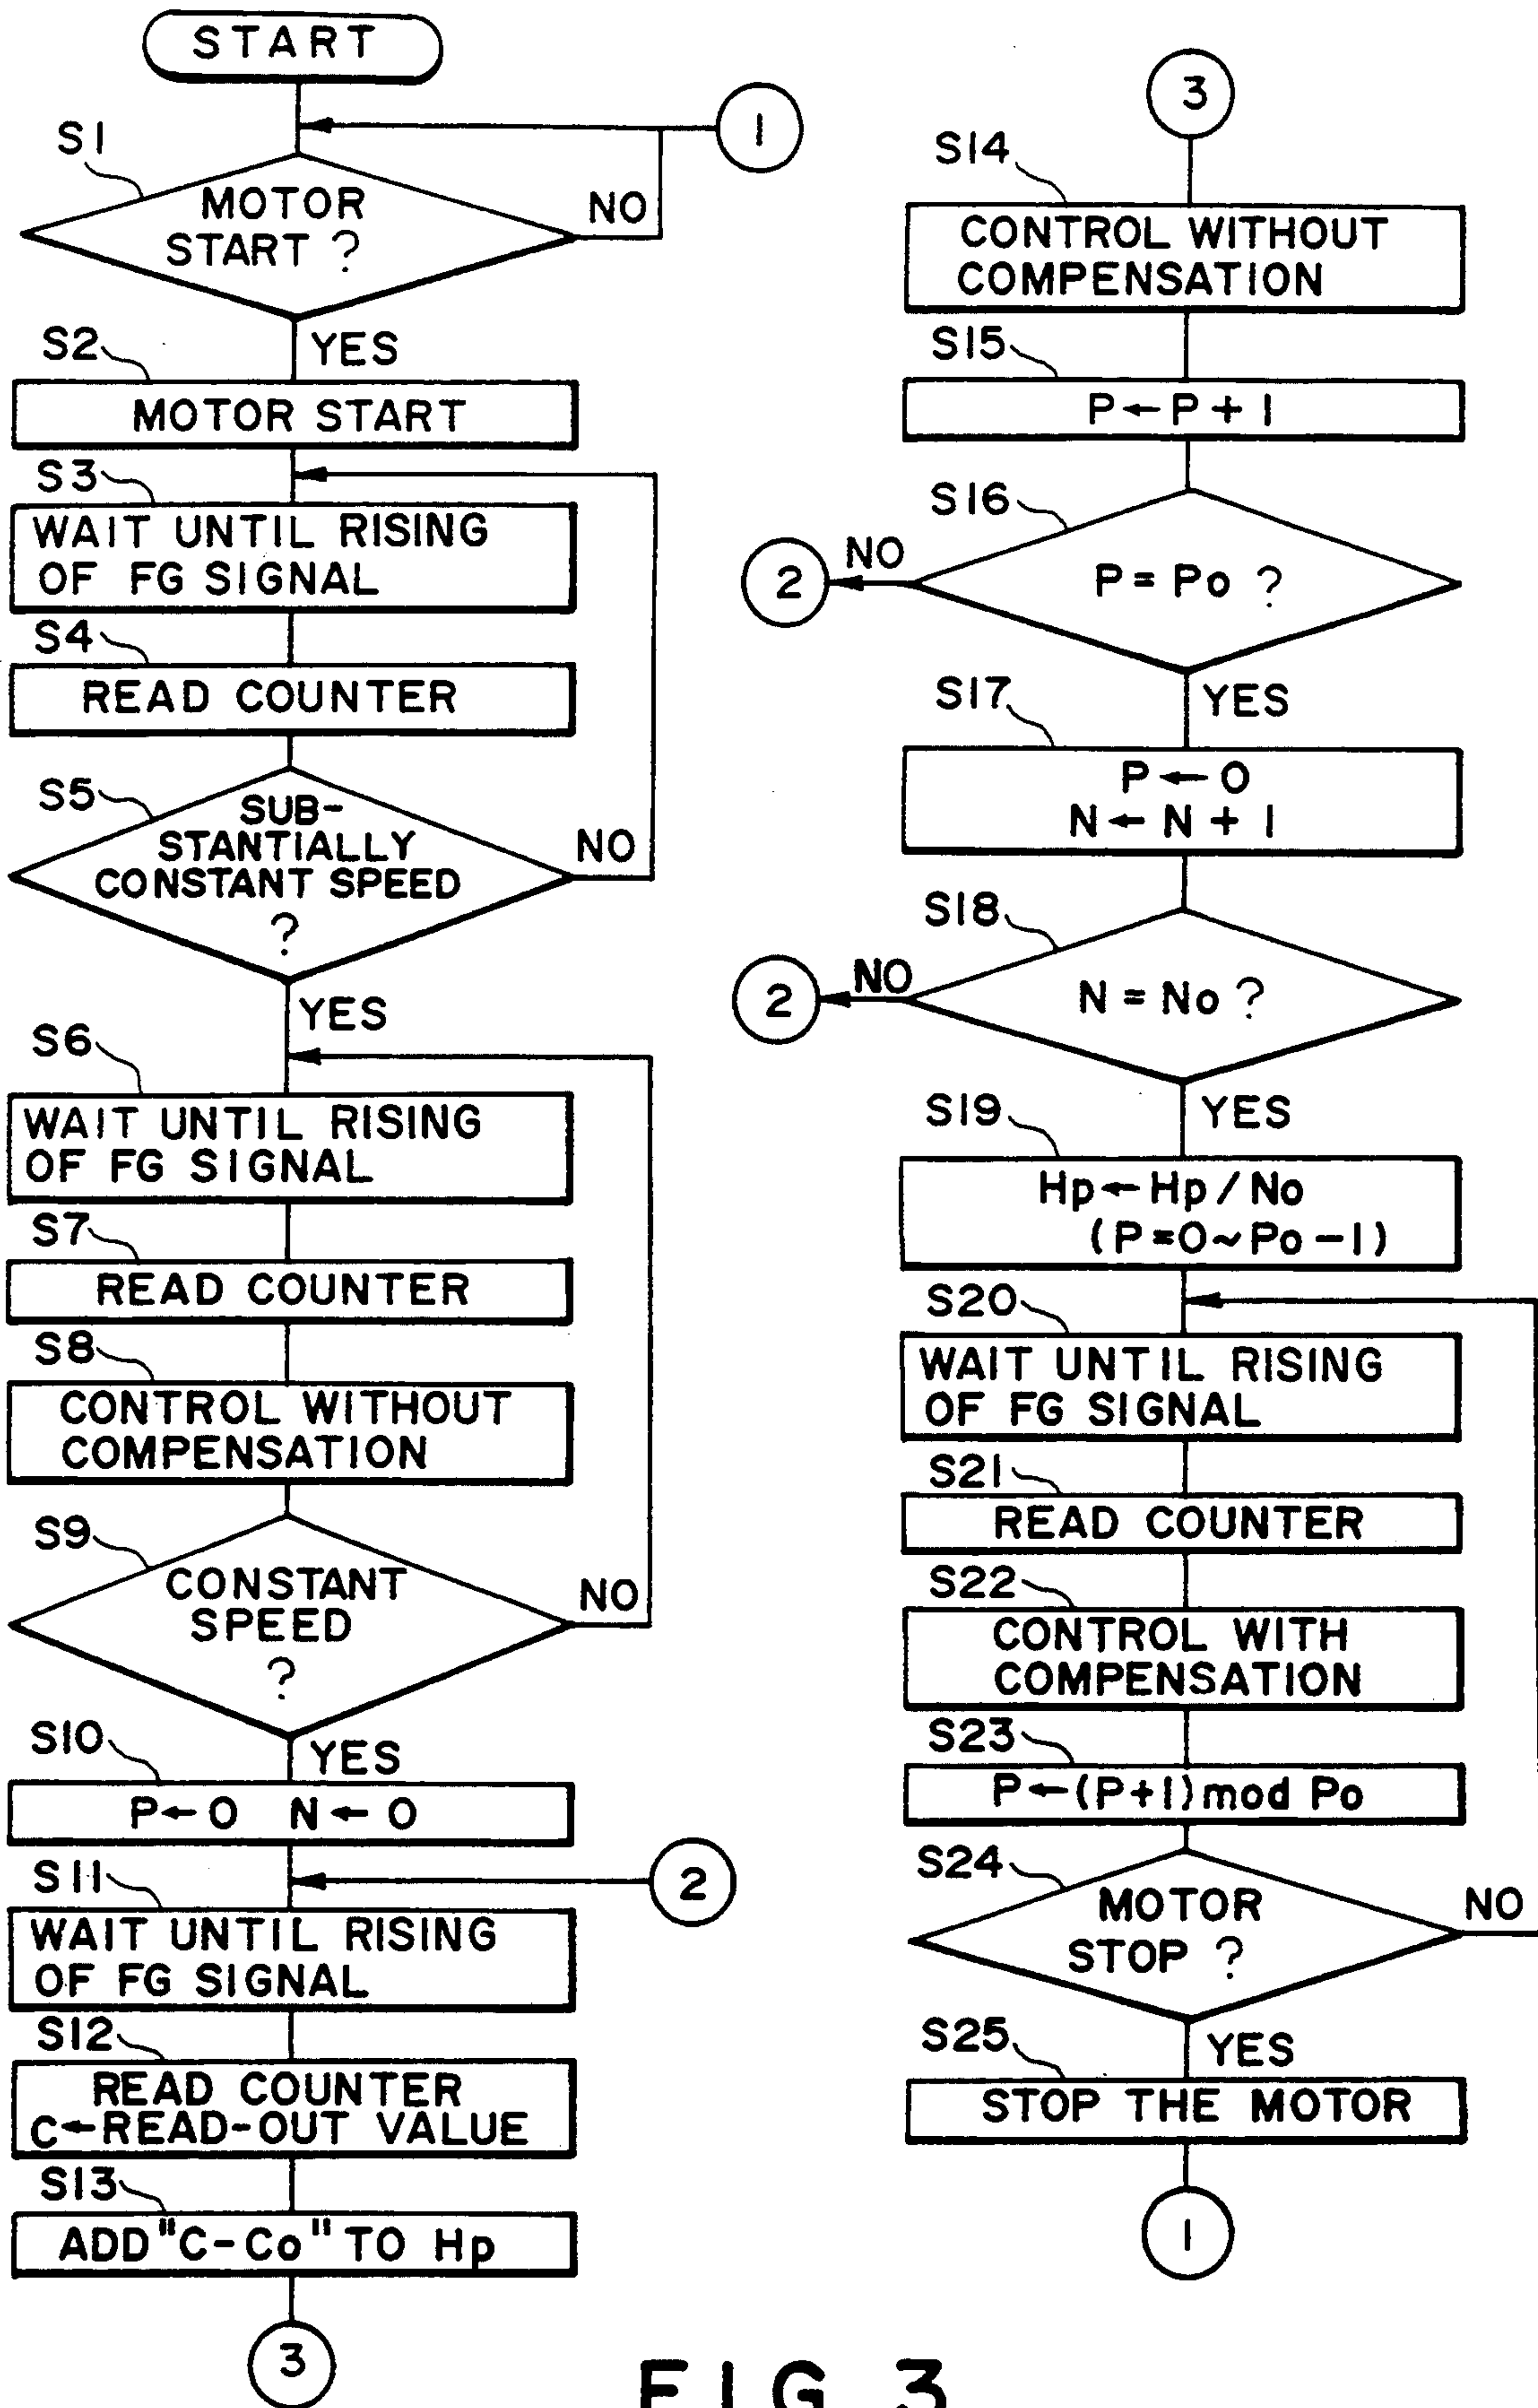 START
1
S1
MOTOR
START ?
NO
YES
S2
MOTOR START
S3
WAIT UNTIL RISING
OF FG SIGNAL
S4
READ COUNTER
S5
SUB-
STANTIALLY
CONSTANT SPEED
?
NO
YES
S6
WAIT UNTIL RISING
OF FG SIGNAL
S7
READ COUNTER
S8
CONTROL WITHOUT
COMPENSATION
S9
CONSTANT
SPEED
?
NO
YES
S10
P←0 N←0
2
S11
WAIT UNTIL RISING
OF FG SIGNAL
S12
READ COUNTER
C←READ-OUT VALUE
S13
ADD "C-Co" TO Hp
3
3
S14
CONTROL WITHOUT
COMPENSATION
S15
P←P+1
S16
P=Po ?
NO
2
YES
S17
P←0
N←N+1
S18
N=No ?
NO
2
YES
S19
Hp←Hp/No
(P=0~Po-1)
S20
WAIT UNTIL RISING
OF FG SIGNAL
S21
READ COUNTER
S22
CONTROL WITH
COMPENSATION
S23
P←(P+1)mod Po
S24
MOTOR
STOP ?
NO
YES
S25
STOP THE MOTOR
1
FIG. 3